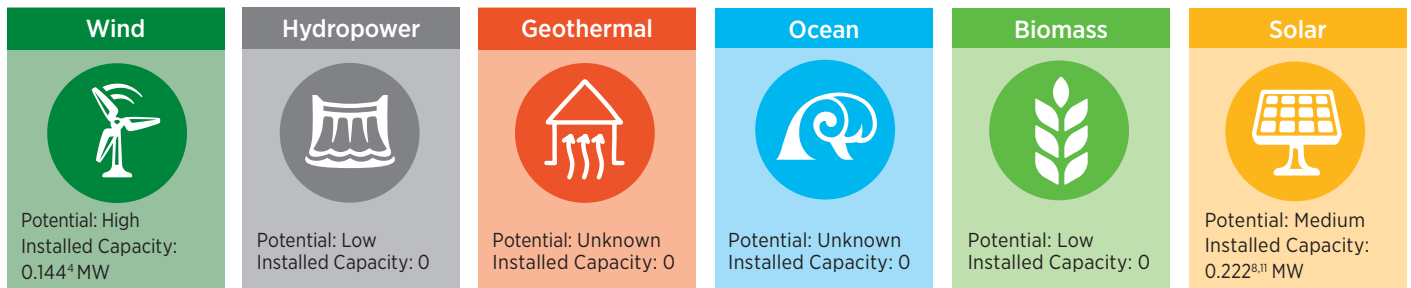 Wind
Potential: High
Installed Capacity:
0.144⁴ MW
Hydropower
Potential: Low
Installed Capacity: 0
Geothermal
Potential: Unknown
Installed Capacity: 0
Ocean
Potential: Unknown
Installed Capacity: 0
Biomass
Potential: Low
Installed Capacity: 0
Solar
Potential: Medium
Installed Capacity:
0.222⁸,¹¹ MW